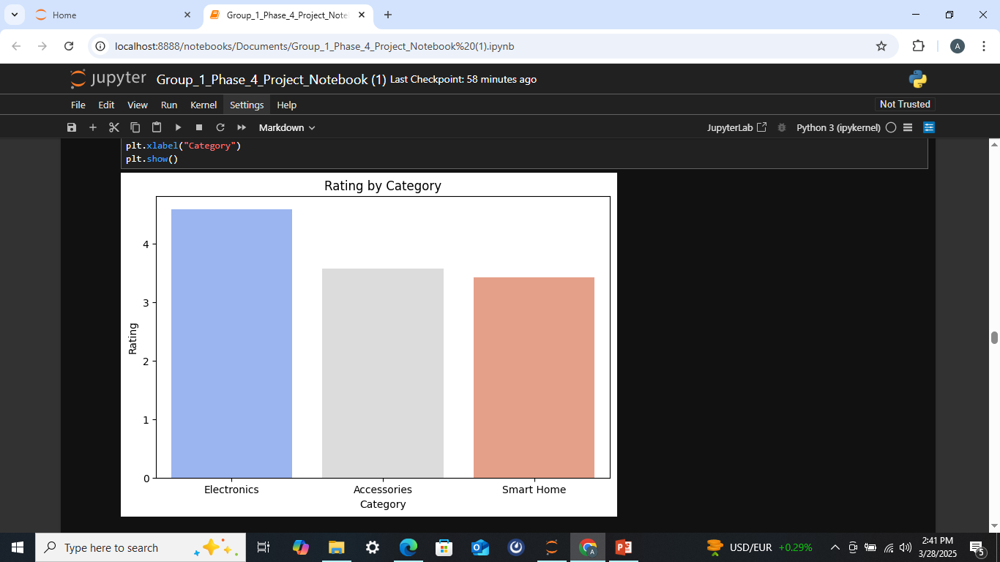 Home
Group_1_Phase_4_Project_Note
localhost:8888/notebooks/Documents/Group_1_Phase_4_Project_Notebook%20(1).ipynb
A
jupyter Group_1_Phase_4_Project_Notebook (1) Last Checkpoint: 58 minutes ago
File Edit View Run Kernel Settings Help Not Trusted
Markdown JupyterLab Python 3 (ipykernel)
plt.xlabel("Category")
plt.show()
Rating by Category
4
3
2
1
0
Rating
Electronics Accessories Smart Home
Category
Type here to search
USD/EUR +0.29%
2:41 PM
3/28/2025
5